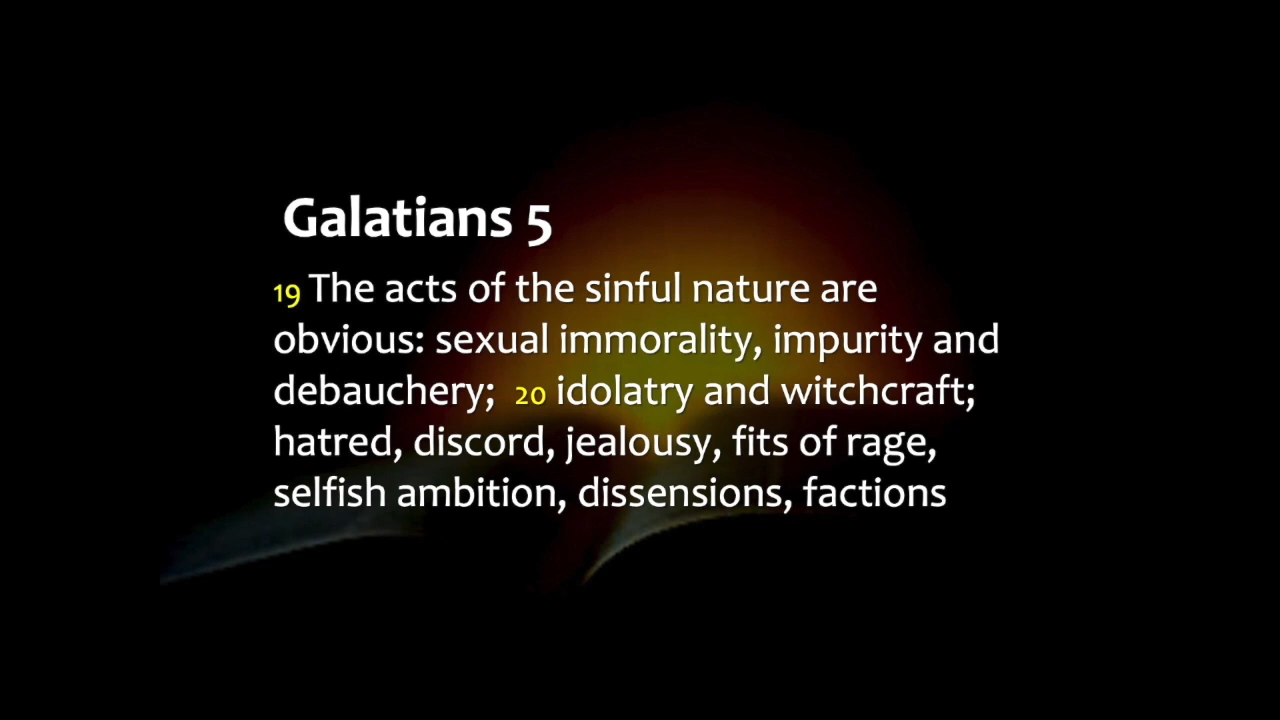 Galatians 5
19 The acts of the sinful nature are
obvious: sexual immorality, impurity and
debauchery; 20 idolatry and witchcraft;
hatred, discord, jealousy, fits of rage,
selfish ambition, dissensions, factions